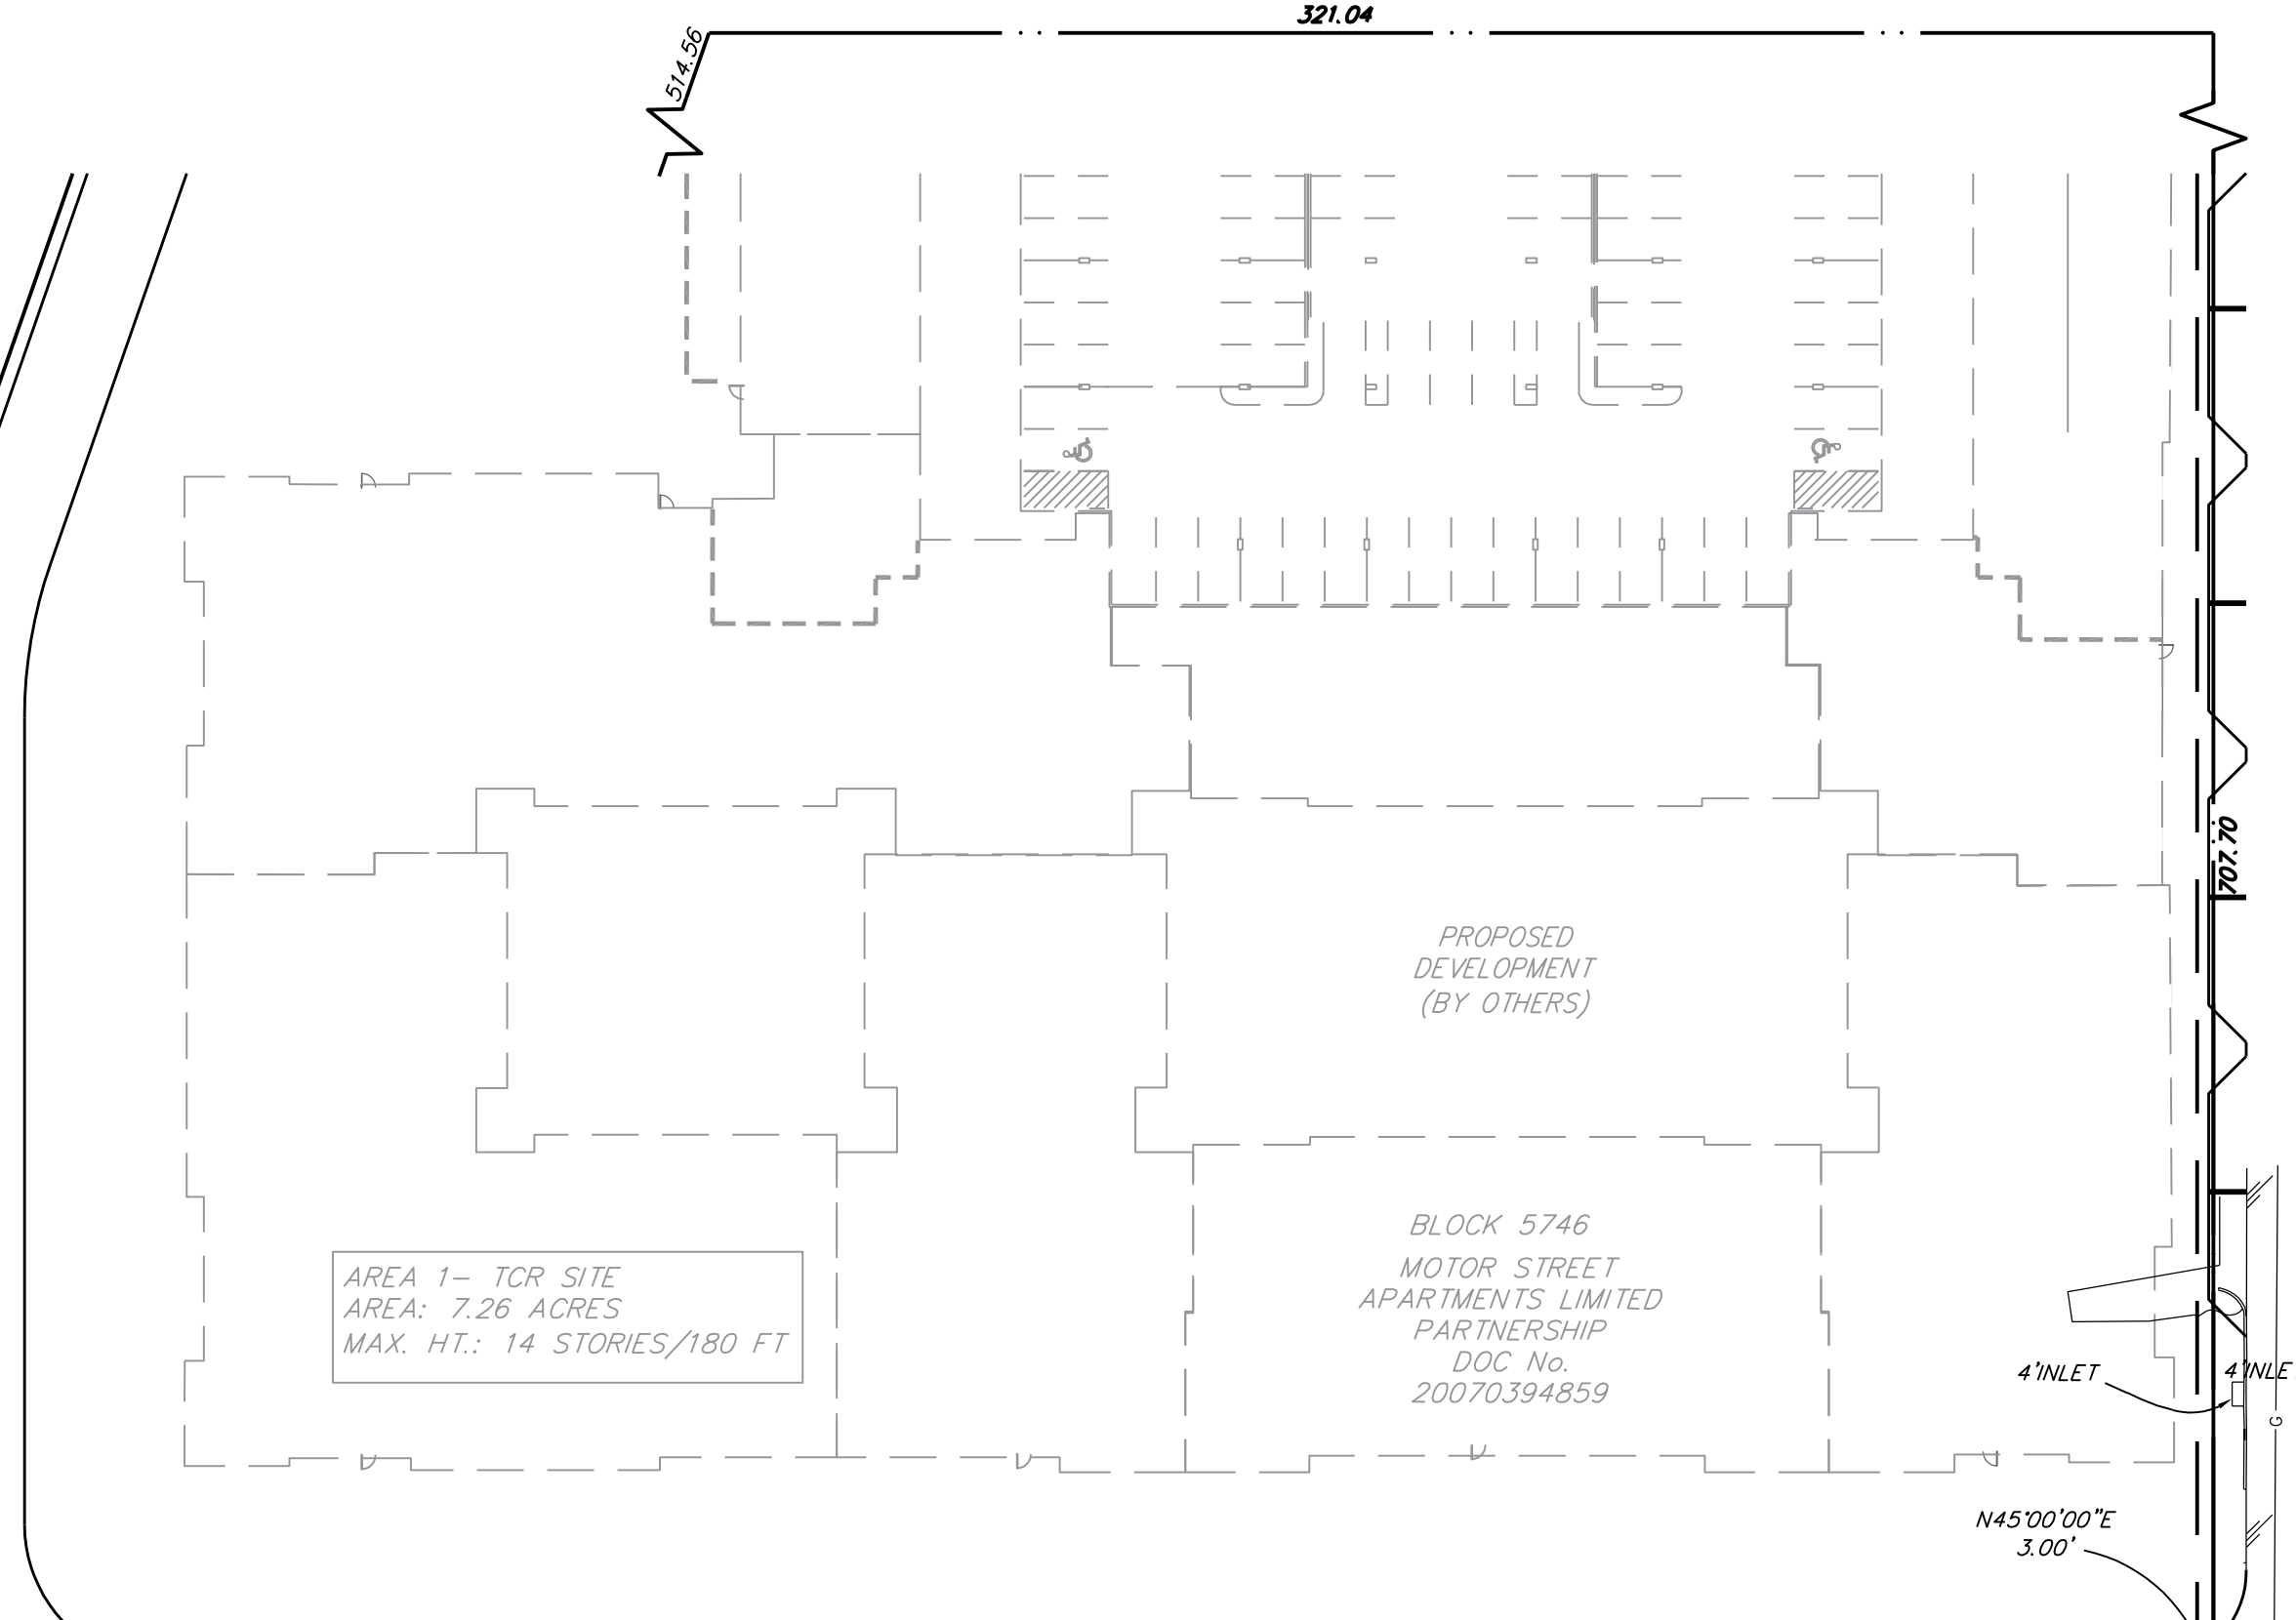 321.04
514.56
707.70
PROPOSED
DEVELOPMENT
(BY OTHERS)
BLOCK 5746
MOTOR STREET
APARTMENTS LIMITED
PARTNERSHIP
DOC No.
20070394859
AREA 1- TCR SITE
AREA: 7.26 ACRES
MAX. HT.: 14 STORIES/180 FT
4'INLET
4'INLE
G
N45°00'00"E
3.00'